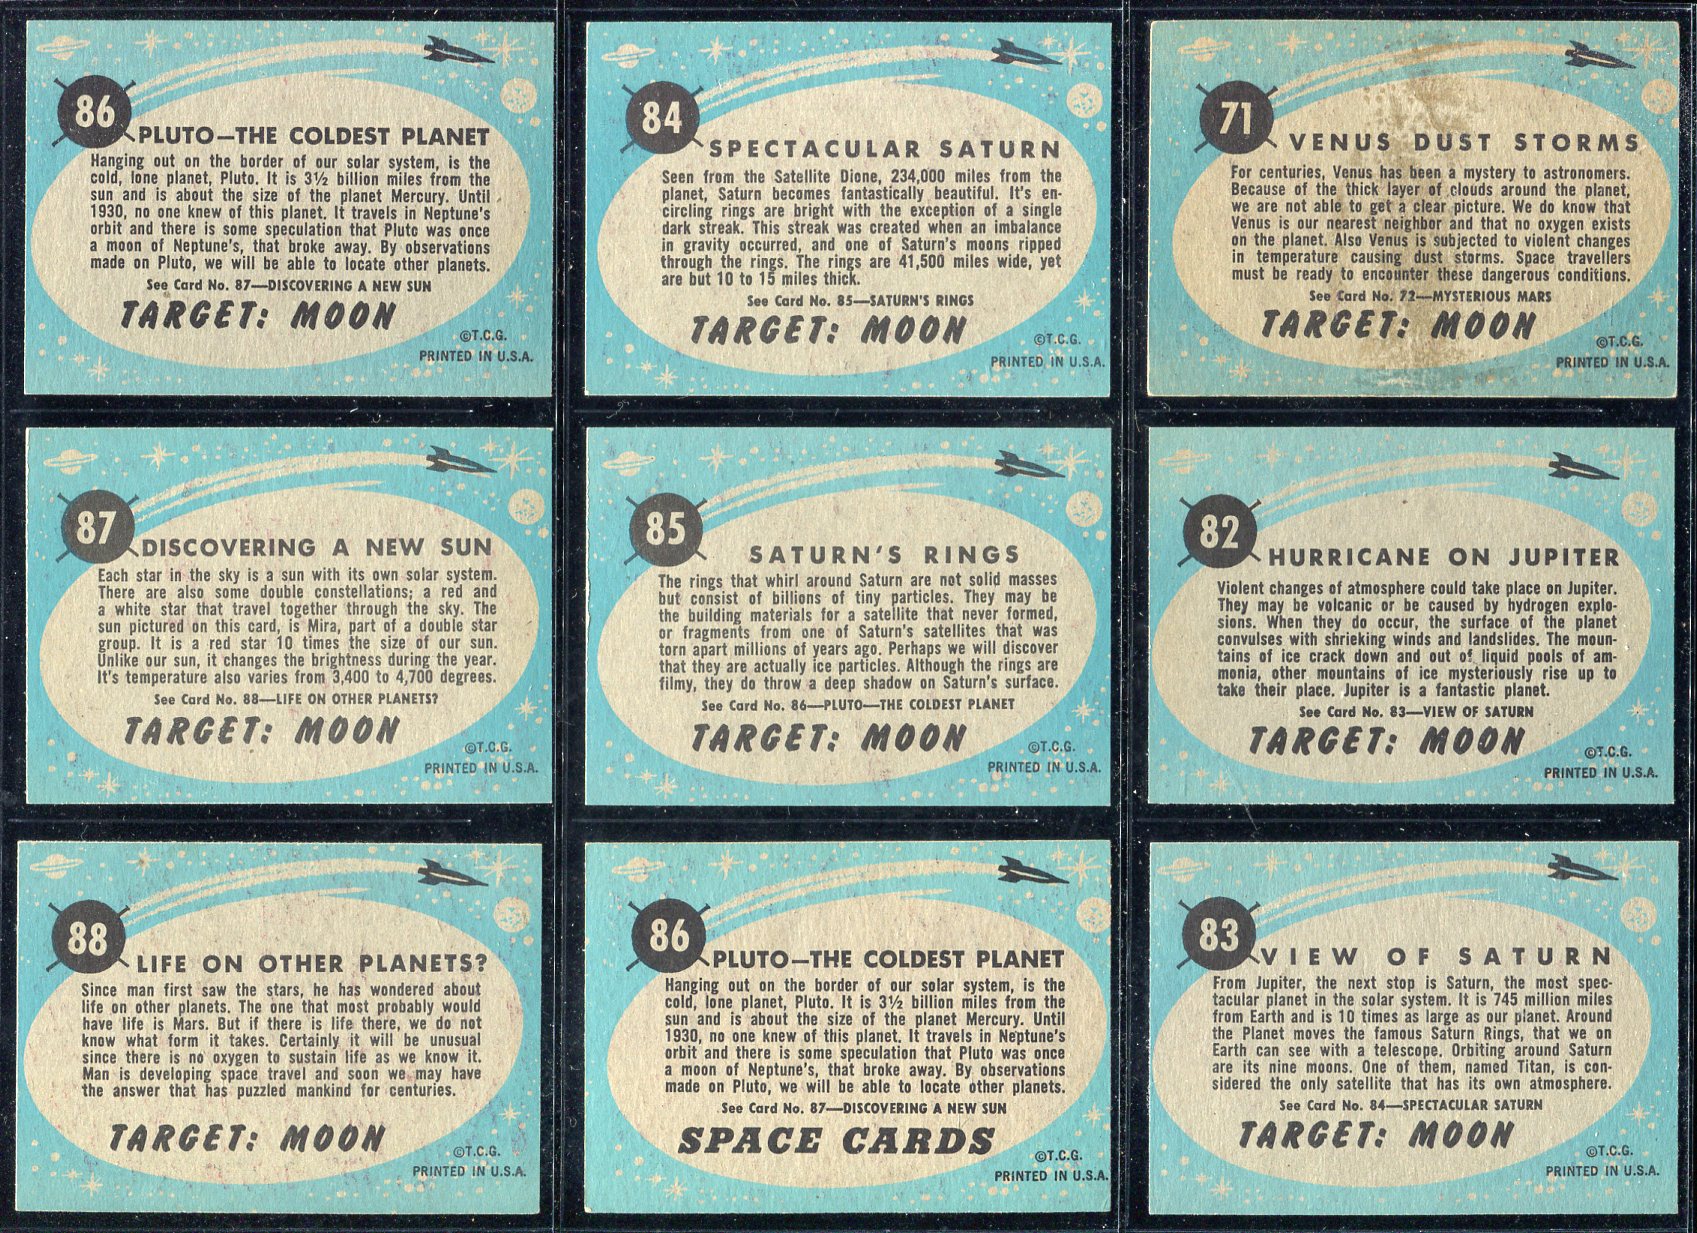 86
PLUTO—THE COLDEST PLANET
Hanging out on the border of our solar system, is the
cold, lone planet, Pluto. It is 3½ billion miles from the
sun and is about the size of the planet Mercury. Until
1930, no one knew of this planet. It travels in Neptune's
orbit and there is some speculation that Pluto was once
a moon of Neptune's, that broke away. By observations
made on Pluto, we will be able to locate other planets.
See Card No. 87—DISCOVERING A NEW SUN
TARGET: MOON
©T.C.G.
PRINTED IN U.S.A.
84
SPECTACULAR SATURN
Seen from the Satellite Dione, 234,000 miles from the
planet, Saturn becomes fantastically beautiful. It's en-
circling rings are bright with the exception of a single
dark streak. This streak was created when an imbalance
in gravity occurred, and one of Saturn's moons ripped
through the rings. The rings are 41,500 miles wide, yet
are but 10 to 15 miles thick.
See Card No. 85—SATURN'S RINGS
TARGET: MOON
©T.C.G.
PRINTED IN U.S.A.
71
VENUS DUST STORMS
For centuries, Venus has been a mystery to astronomers.
Because of the thick layer of clouds around the planet,
we are not able to get a clear picture. We do know that
Venus is our nearest neighbor and that no oxygen exists
on the planet. Also Venus is subjected to violent changes
in temperature causing dust storms. Space travellers
must be ready to encounter these dangerous conditions.
See Card No. 72—MYSTERIOUS MARS
TARGET: MOON
©T.C.G.
PRINTED IN U.S.A.
87
DISCOVERING A NEW SUN
Each star in the sky is a sun with its own solar system.
There are also some double constellations; a red and
a white star that travel together through the sky. The
sun pictured on this card, is Mira, part of a double star
group. It is a red star 10 times the size of our sun.
Unlike our sun, it changes the brightness during the year.
It's temperature also varies from 3,400 to 4,700 degrees.
See Card No. 88—LIFE ON OTHER PLANETS?
TARGET: MOON
©T.C.G.
PRINTED IN U.S.A.
85
SATURN'S RINGS
The rings that whirl around Saturn are not solid masses
but consist of billions of tiny particles. They may be
the building materials for a satellite that never formed,
or fragments from one of Saturn's satellites that was
torn apart millions of years ago. Perhaps we will discover
that they are actually ice particles. Although the rings are
filmy, they do throw a deep shadow on Saturn's surface.
See Card No. 86—PLUTO—THE COLDEST PLANET
TARGET: MOON
©T.C.G.
PRINTED IN U.S.A.
82
HURRICANE ON JUPITER
Violent changes of atmosphere could take place on Jupiter.
They may be volcanic or be caused by hydrogen explo-
sions. When they do occur, the surface of the planet
convulses with shrieking winds and landslides. The moun-
tains of ice crack down and out of liquid pools of am-
monia, other mountains of ice mysteriously rise up to
take their place. Jupiter is a fantastic planet.
See Card No. 83—VIEW OF SATURN
TARGET: MOON
©T.C.G.
PRINTED IN U.S.A.
88
LIFE ON OTHER PLANETS?
Since man first saw the stars, he has wondered about
life on other planets. The one that most probably would
have life is Mars. But if there is life there, we do not
know what form it takes. Certainly it will be unusual
since there is no oxygen to sustain life as we know it.
Man is developing space travel and soon we may have
the answer that has puzzled mankind for centuries.
TARGET: MOON
©T.C.G.
PRINTED IN U.S.A.
86
PLUTO—THE COLDEST PLANET
Hanging out on the border of our solar system, is the
cold, lone planet, Pluto. It is 3½ billion miles from the
sun and is about the size of the planet Mercury. Until
1930, no one knew of this planet. It travels in Neptune's
orbit and there is some speculation that Pluto was once
a moon of Neptune's, that broke away. By observations
made on Pluto, we will be able to locate other planets.
See Card No. 87—DISCOVERING A NEW SUN
SPACE CARDS
©T.C.G.
PRINTED IN U.S.A.
83
VIEW OF SATURN
From Jupiter, the next stop is Saturn, the most spec-
tacular planet in the solar system. It is 745 million miles
from Earth and is 10 times as large as our planet. Around
the Planet moves the famous Saturn Rings, that we on
Earth can see with a telescope. Orbiting around Saturn
are its nine moons. One of them, named Titan, is con-
sidered the only satellite that has its own atmosphere.
See Card No. 84—SPECTACULAR SATURN
TARGET: MOON
©T.C.G.
PRINTED IN U.S.A.